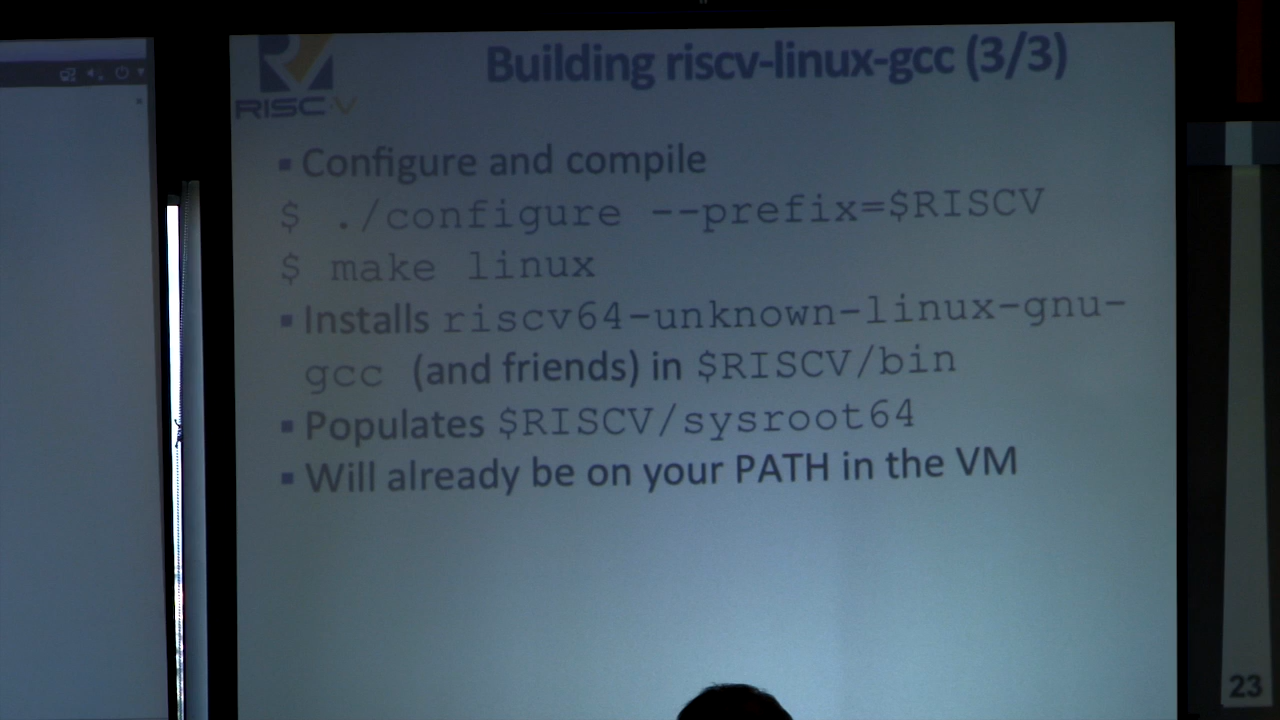 RISC-V
Building riscv-linux-gcc (3/3)
▪ Configure and compile
$ ./configure --prefix=$RISCV
$ make linux
▪ Installs riscv64-unknown-linux-gnu-
gcc (and friends) in $RISCV/bin
▪ Populates $RISCV/sysroot64
▪ Will already be on your PATH in the VM
23